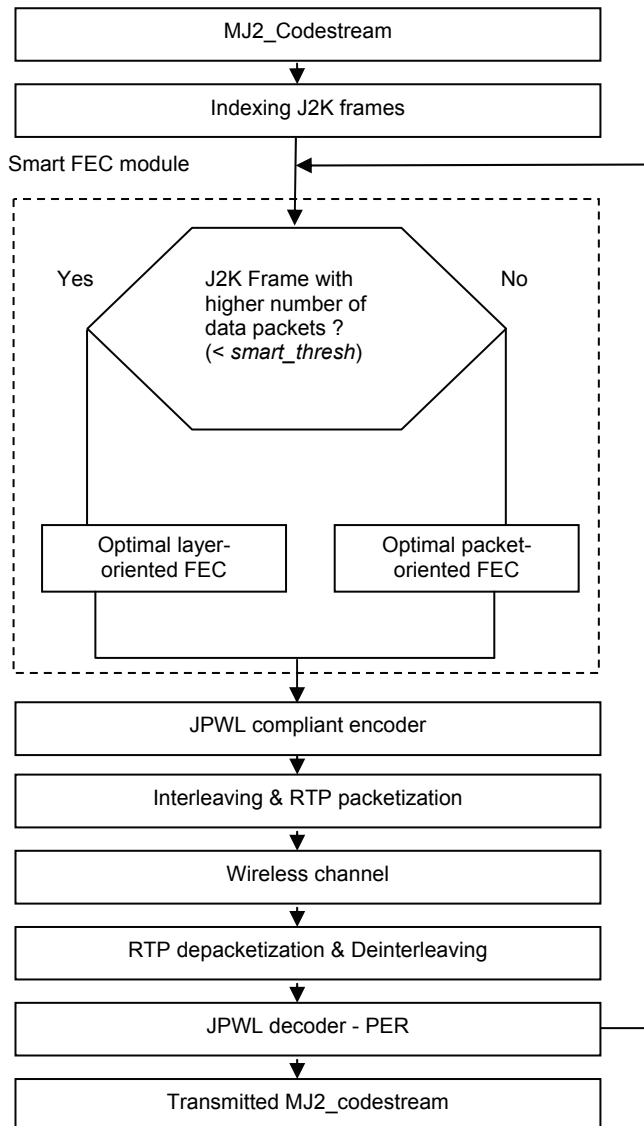 MJ2_Codestream
Indexing J2K frames
Smart FEC module
Yes
J2K Frame with
higher number of
data packets ?
(< smart_thresh)
No
Optimal layer-
oriented FEC
Optimal packet-
oriented FEC
JPWL compliant encoder
Interleaving & RTP packetization
Wireless channel
RTP depacketization & Deinterleaving
JPWL decoder - PER
Transmitted MJ2_codestream